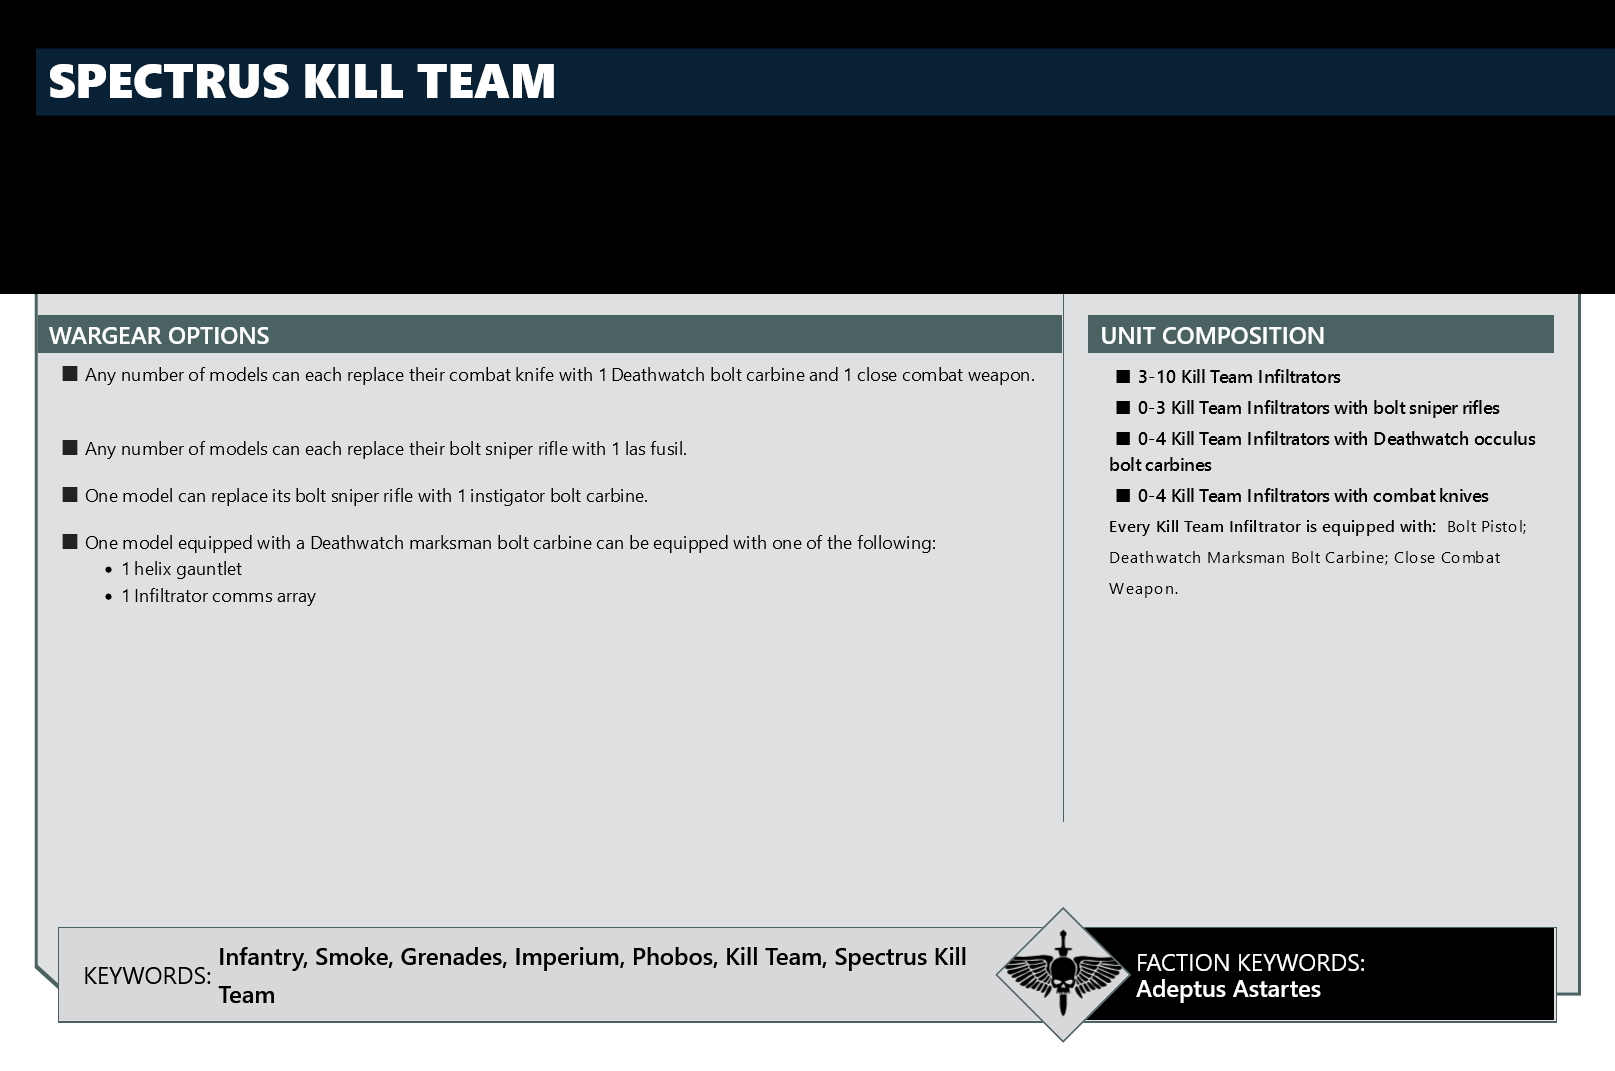 SPECTRUS KILL TEAM
WARGEAR OPTIONS
■ Any number of models can each replace their combat knife with 1 Deathwatch bolt carbine and 1 close combat weapon.
■ Any number of models can each replace their bolt sniper rifle with 1 las fusil.
■ One model can replace its bolt sniper rifle with 1 instigator bolt carbine.
■ One model equipped with a Deathwatch marksman bolt carbine can be equipped with one of the following:
• 1 helix gauntlet
• 1 Infiltrator comms array
UNIT COMPOSITION
■ 3-10 Kill Team Infiltrators
■ 0-3 Kill Team Infiltrators with bolt sniper rifles
■ 0-4 Kill Team Infiltrators with Deathwatch occulus
bolt carbines
■ 0-4 Kill Team Infiltrators with combat knives
Every Kill Team Infiltrator is equipped with: Bolt Pistol;
Deathwatch Marksman Bolt Carbine; Close Combat
Weapon.
KEYWORDS: Infantry, Smoke, Grenades, Imperium, Phobos, Kill Team, Spectrus Kill
Team
FACTION KEYWORDS:
Adeptus Astartes